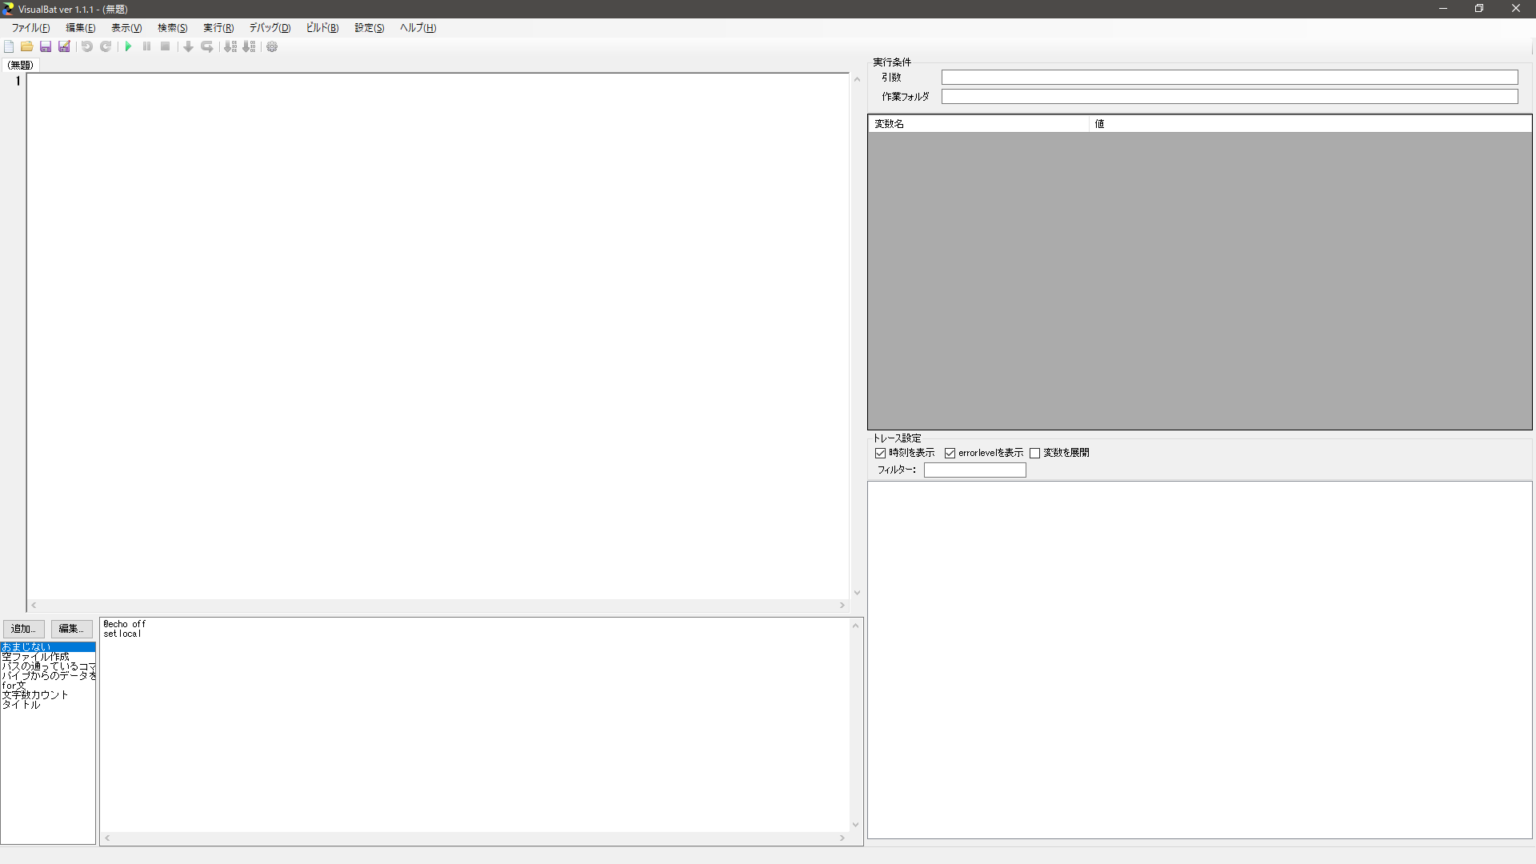 VisualBat ver 1.1.1 - (無題)
ファイル(F) 編集(E) 表示(V) 検索(S) 実行(R) デバッグ(D) ビルド(B) 設定(S) ヘルプ(H)
(無題)
1
実行条件
引数
作業フォルダ
変数名 値
トレース設定
時刻を表示 errorlevelを表示 変数を展開
フィルター:
追加... 編集...
おまじない
空ファイル作成
パスの通っているコマ
パイプからのデータを
for文
文字数カウント
タイトル
@echo off
setlocal